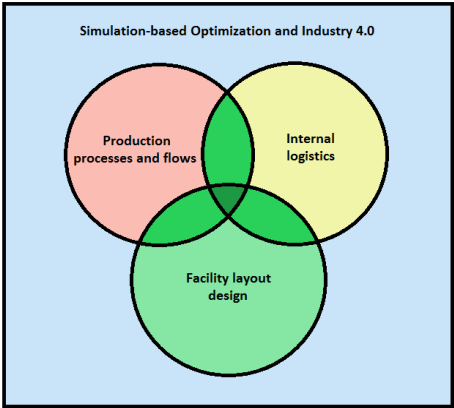 Simulation-based Optimization and Industry 4.0
Production
processes and flows
Internal
logistics
Facility layout
design